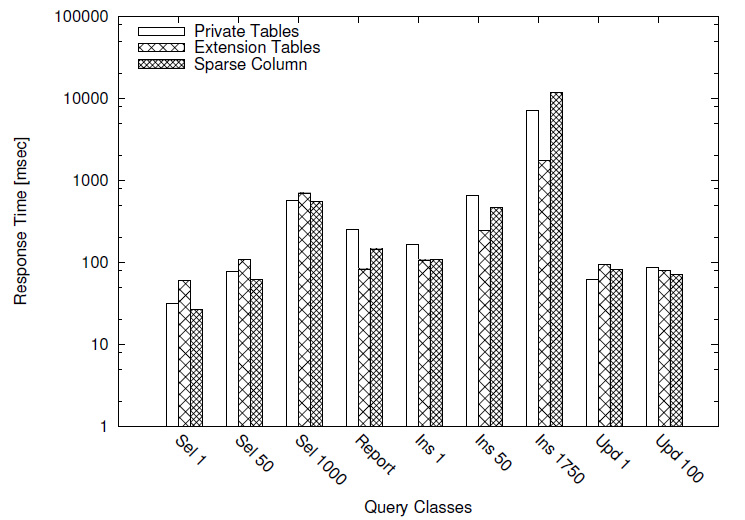 100000
10000
1000
100
10
1
Response Time [msec]
Private Tables
Extension Tables
Sparse Column
Sel 1
Sel 50
Sel 1000
Report
Ins 1
Ins 50
Ins 1750
Upd 1
Upd 100
Query Classes